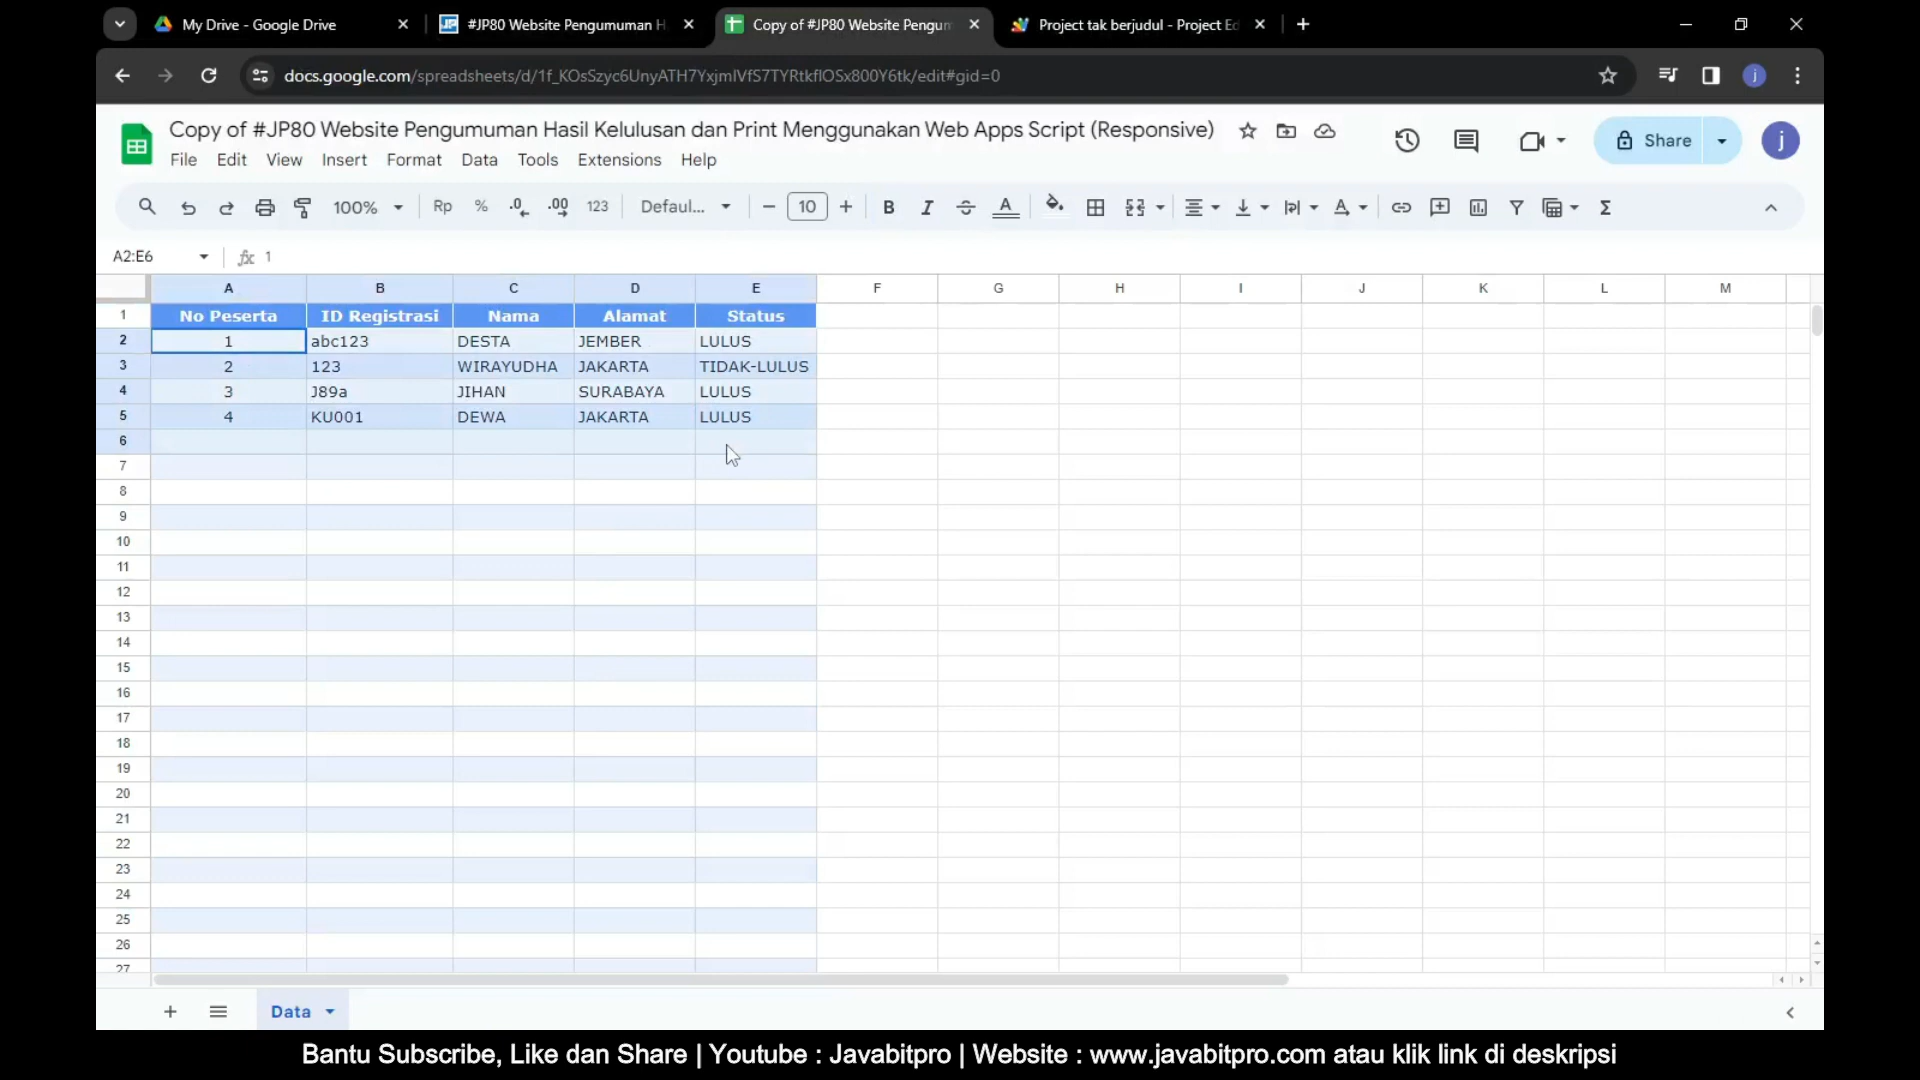 My Drive - Google Drive
#JP80 Website Pengumuman H
Copy of #JP80 Website Pengum
Project tak berjudul - Project Ed
docs.google.com/spreadsheets/d/1f_KOsSzyc6UnyATH7YxjmIVfS7TYRtkflOSx800Y6tk/edit#gid=0
j
Copy of #JP80 Website Pengumuman Hasil Kelulusan dan Print Menggunakan Web Apps Script (Responsive)
File Edit View Insert Format Data Tools Extensions Help
Share
j
100% Rp % .0 .00 123 Defaul... 10 B I A
A2:E6 fx 1
A B C D E F G H I J K L M
1 No Peserta ID Registrasi Nama Alamat Status
2 1 abc123 DESTA JEMBER LULUS
3 2 123 WIRAYUDHA JAKARTA TIDAK-LULUS
4 3 J89a JIHAN SURABAYA LULUS
5 4 KU001 DEWA JAKARTA LULUS
6
7
8
9
10
11
12
13
14
15
16
17
18
19
20
21
22
23
24
25
26
27
Data
Bantu Subscribe, Like dan Share | Youtube : Javabitpro | Website : www.javabitpro.com atau klik link di deskripsi